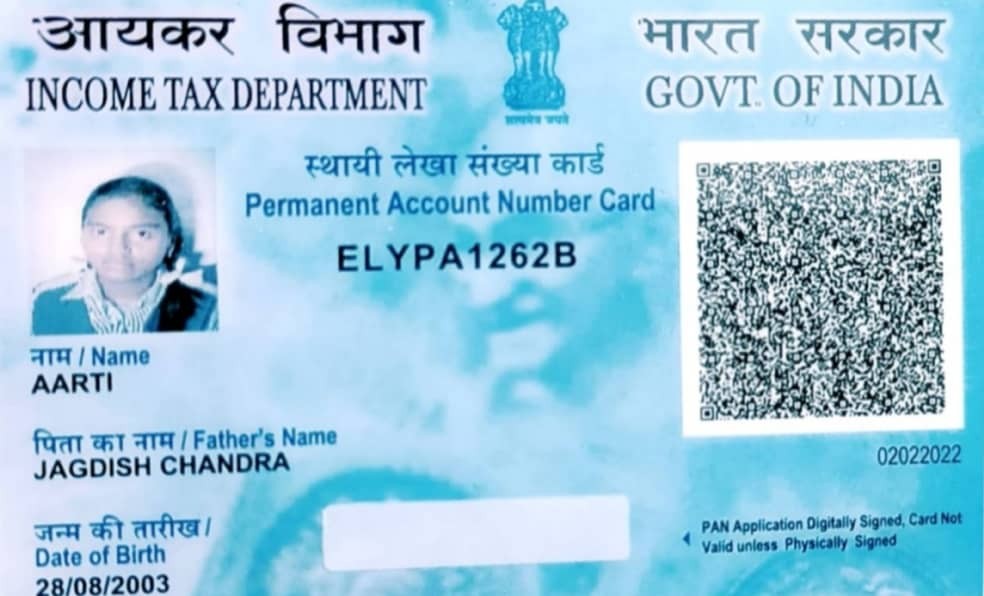 आयकर विभाग
INCOME TAX DEPARTMENT
सत्यमेव जयते
भारत सरकार
GOVT. OF INDIA
स्थायी लेखा संख्या कार्ड
Permanent Account Number Card
ELYPA1262B
नाम / Name
AARTI
पिता का नाम / Father's Name
JAGDISH CHANDRA
जन्म की तारीख /
Date of Birth
28/08/2003
02022022
PAN Application Digitally Signed, Card Not
Valid unless Physically Signed